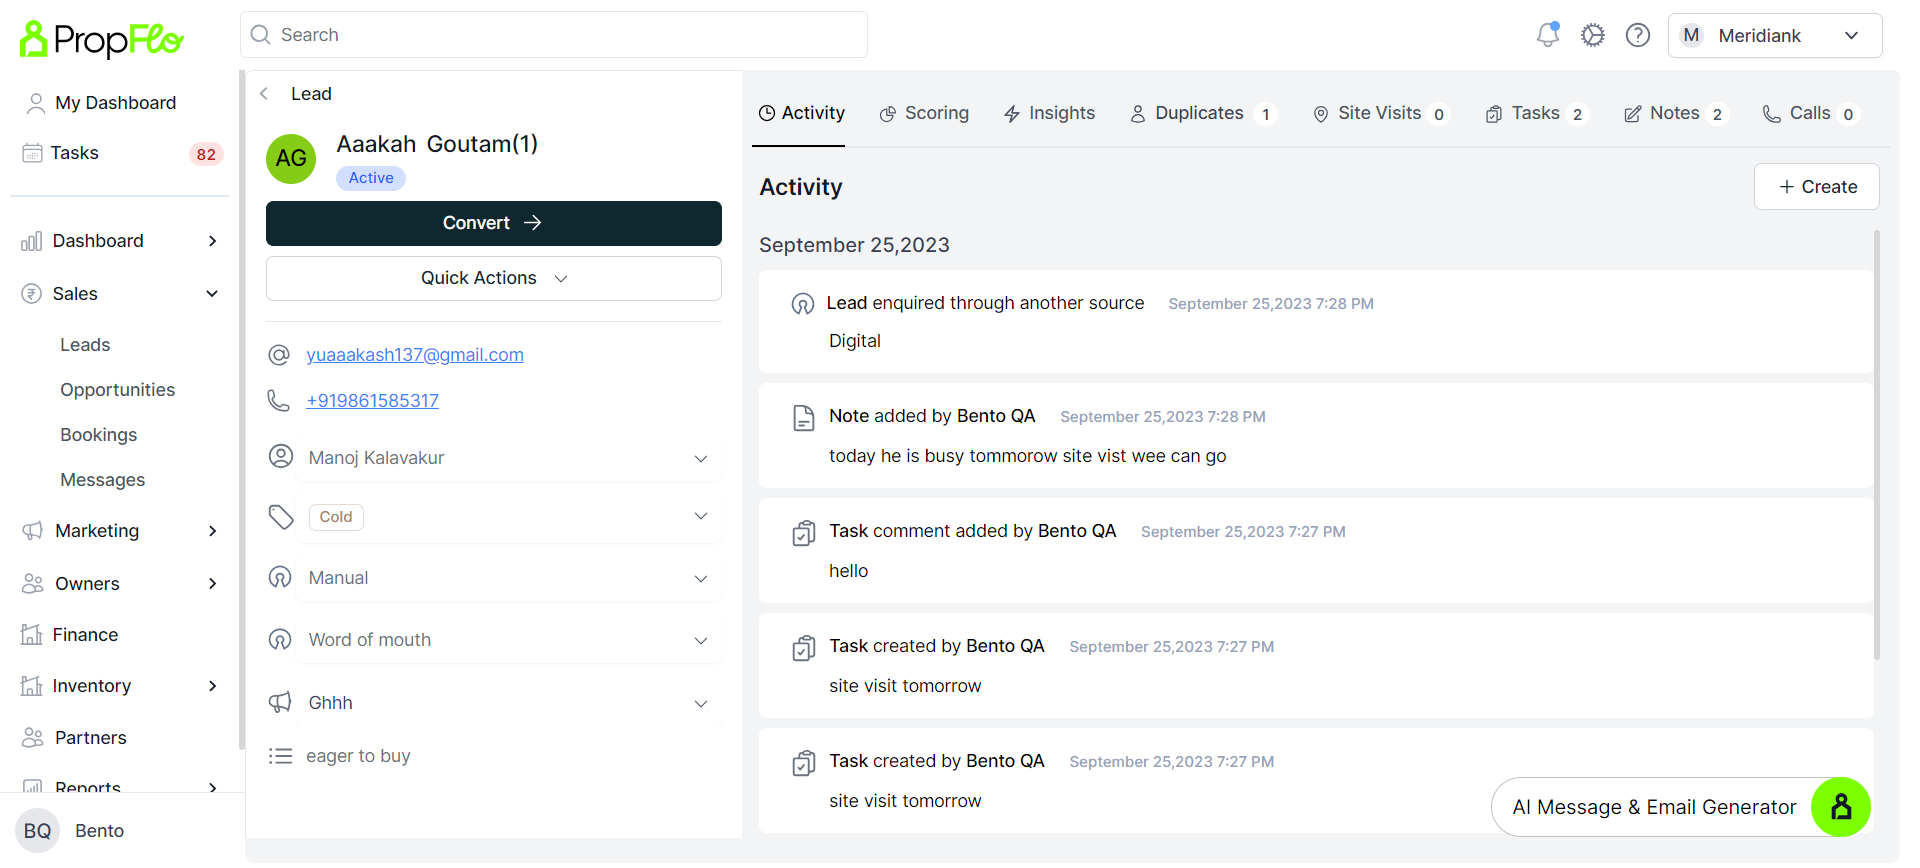 PropFlo
Search
M Meridiank
My Dashboard
Tasks 82
Dashboard
Sales
Leads
Opportunities
Bookings
Messages
Marketing
Owners
Finance
Inventory
Partners
Reports
BQ Bento
Lead
AG
Aaakah Goutam(1)
Active
Convert
Quick Actions
yuaaakash137@gmail.com
+919861585317
Manoj Kalavakur
Cold
Manual
Word of mouth
Ghhh
eager to buy
Activity Scoring Insights Duplicates 1 Site Visits 0 Tasks 2 Notes 2 Calls 0
Activity
+ Create
September 25,2023
Lead enquired through another source September 25,2023 7:28 PM
Digital
Note added by Bento QA September 25,2023 7:28 PM
today he is busy tommorow site vist wee can go
Task comment added by Bento QA September 25,2023 7:27 PM
hello
Task created by Bento QA September 25,2023 7:27 PM
site visit tomorrow
Task created by Bento QA September 25,2023 7:27 PM
site visit tomorrow
AI Message & Email Generator